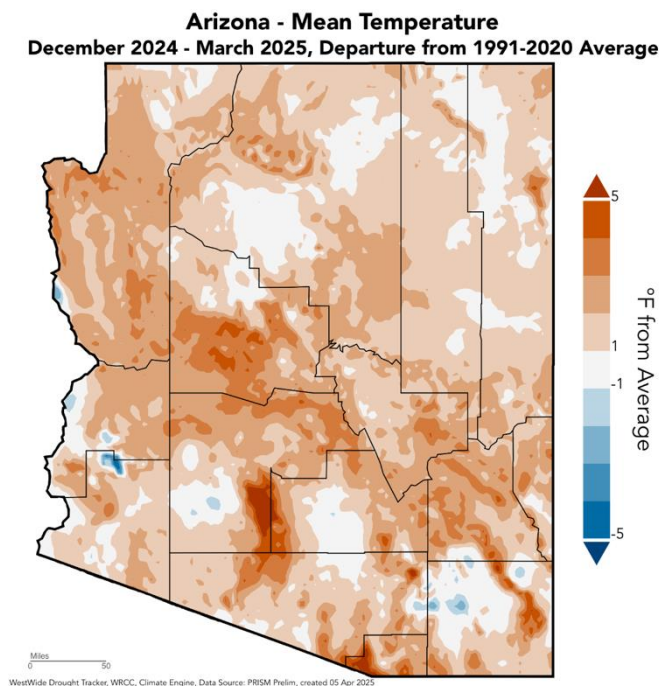 Arizona - Mean Temperature
December 2024 - March 2025, Departure from 1991-2020 Average
5
1
-1
-5
°F from Average
Miles
0 50
WestWide Drought Tracker, WRCC, Climate Engine, Data Source: PRISM Prelim, created 05 Apr 2025